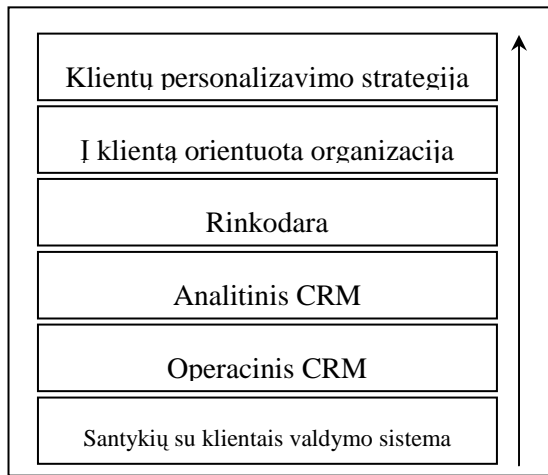 Klientų personalizavimo strategija
Į klientą orientuota organizacija
Rinkodara
Analitinis CRM
Operacinis CRM
Santykių su klientais valdymo sistema